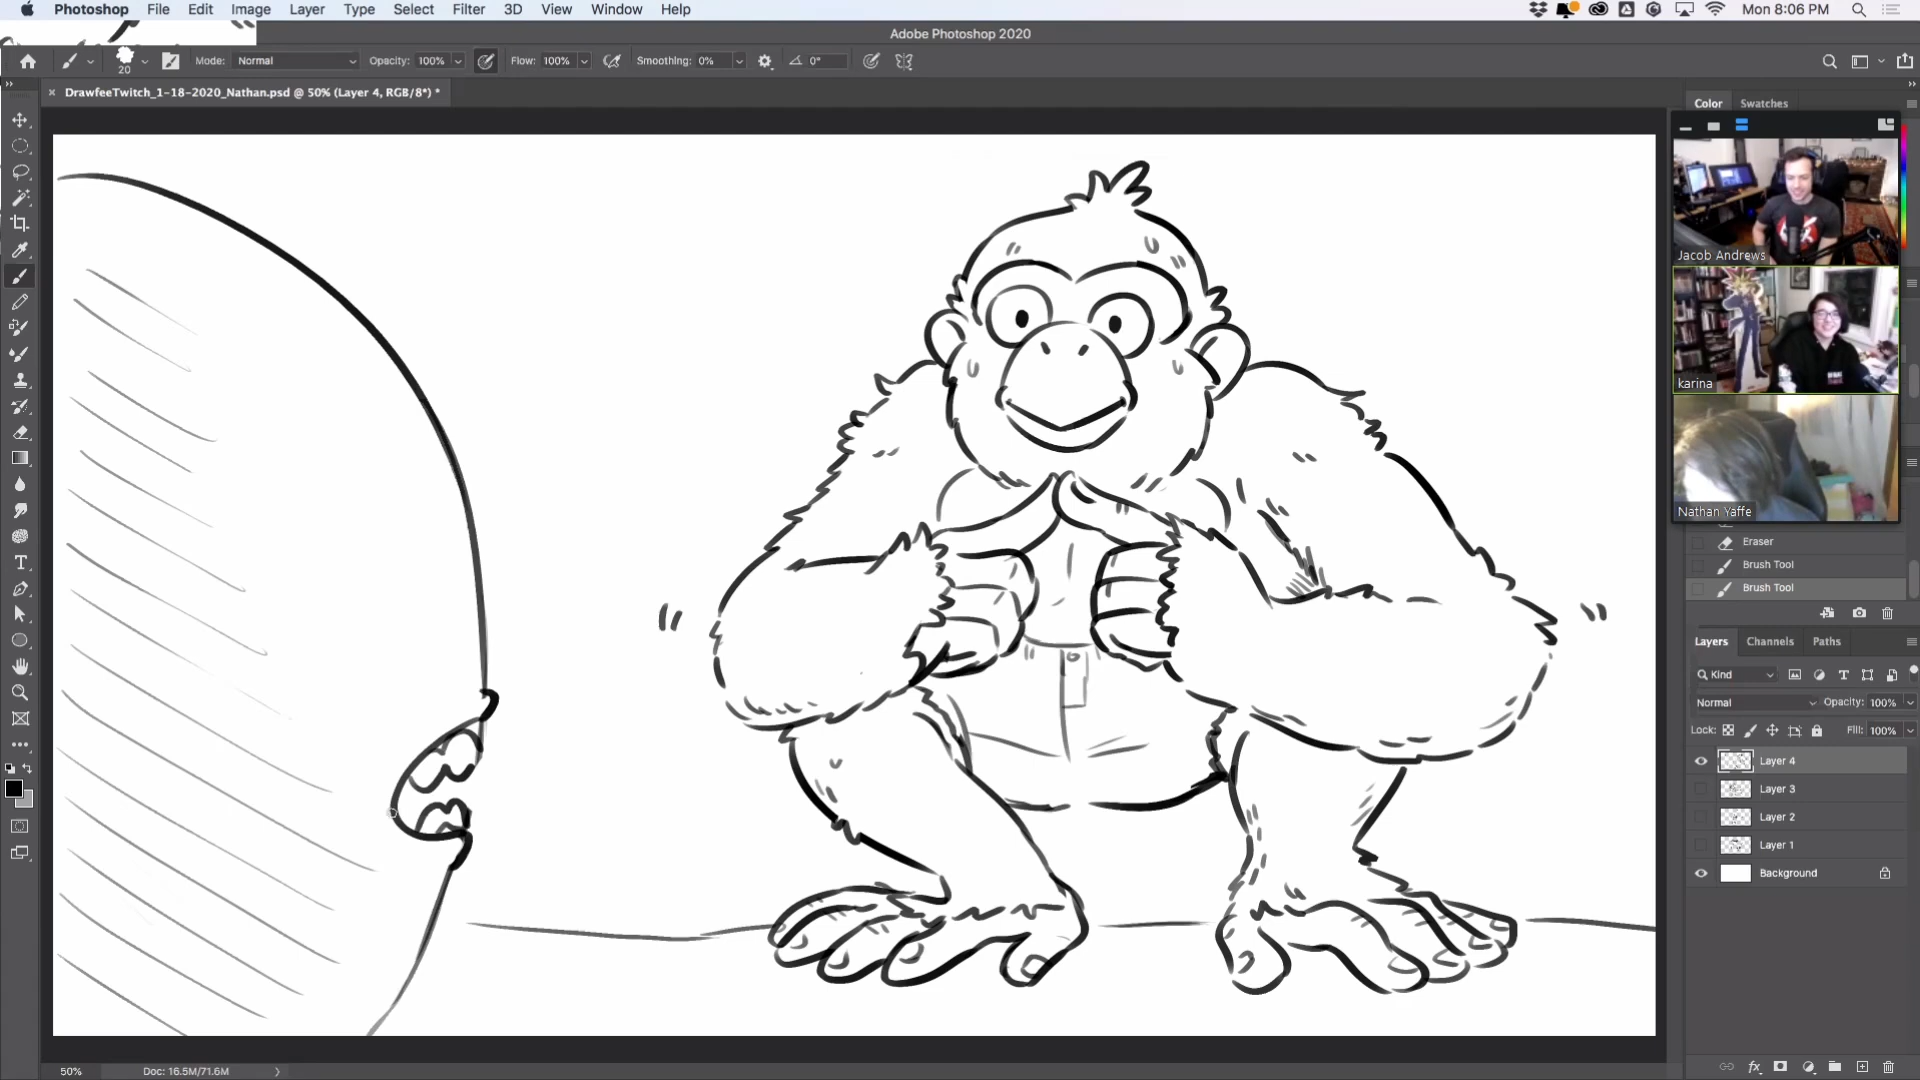 Photoshop File Edit Image Layer Type Select Filter 3D View Window Help Mon 8:06 PM
Adobe Photoshop 2020
20 Mode: Normal Opacity: 100% Flow: 100% Smoothing: 0% 0°
DrawfeeTwitch_1-18-2020_Nathan.psd @ 50% (Layer 4, RGB/8*) *
Color Swatches
Jacob Andrews
karina
Nathan Yaffe
Eraser
Brush Tool
Brush Tool
Layers Channels Paths
Kind
Normal Opacity: 100%
Lock: Fill: 100%
Layer 4
Layer 3
Layer 2
Layer 1
Background
50% Doc: 16.5M/71.6M